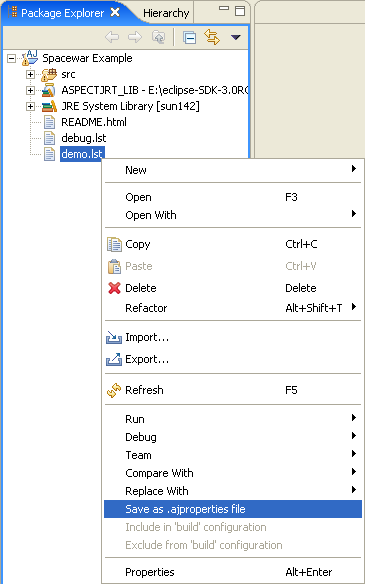 Package Explorer Hierarchy
Spacewar Example
src
ASPECTJRT_LIB - E:\eclipse-SDK-3.0RC
JRE System Library [sun142]
README.html
debug.lst
demo.lst
New
Open F3
Open With
Copy Ctrl+C
Paste Ctrl+V
Delete Delete
Refactor Alt+Shift+T
Import...
Export...
Refresh F5
Run
Debug
Team
Compare With
Replace With
Save as .ajproperties file
Include in 'build' configuration
Exclude from 'build' configuration
Properties Alt+Enter